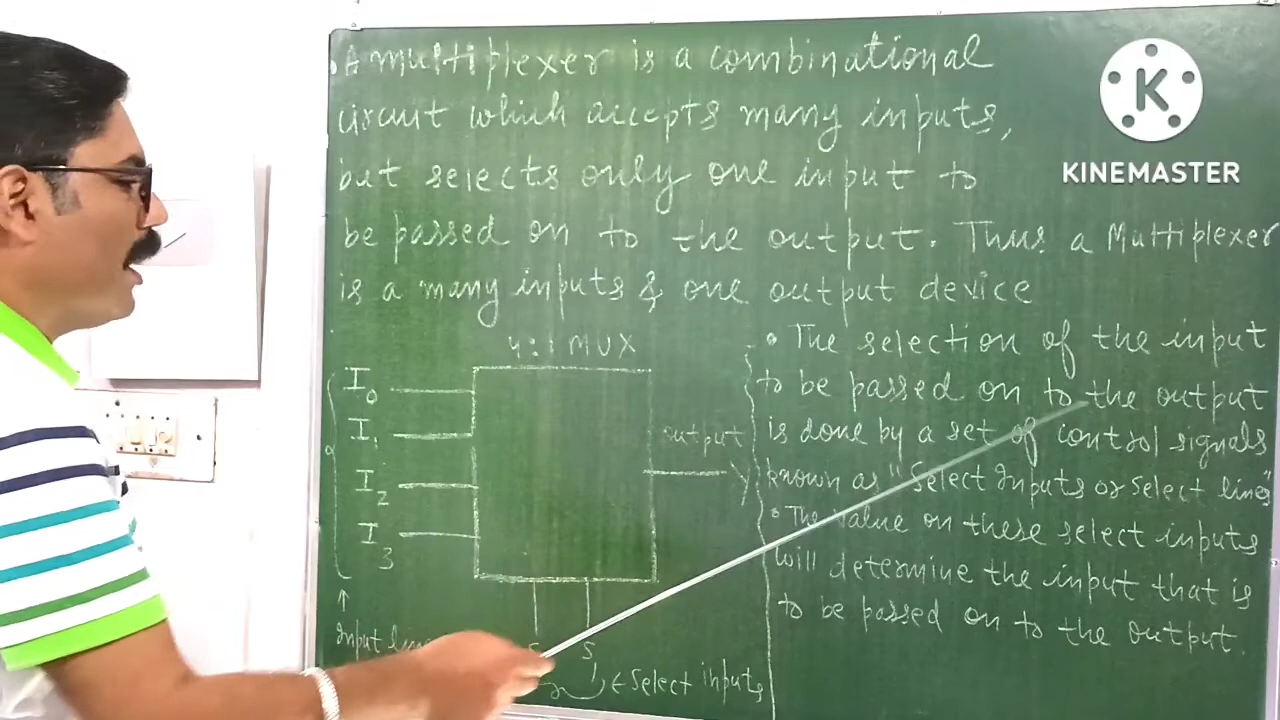 • A multiplexer is a combinational
circuit which accepts many inputs,
but selects only one input to
be passed on to the output. Thus a Multiplexer
is a many inputs & one output device
4:1 MUX
I0
I1
I2
I3
output
Y
S
↑
Input
← Select inputs
• The selection of the input
to be passed on to the output
is done by a set of control signals
known as "Select Inputs or Select lines"
• The value on these select inputs
will determine the input that is
to be passed on to the output.
K
KINEMASTER